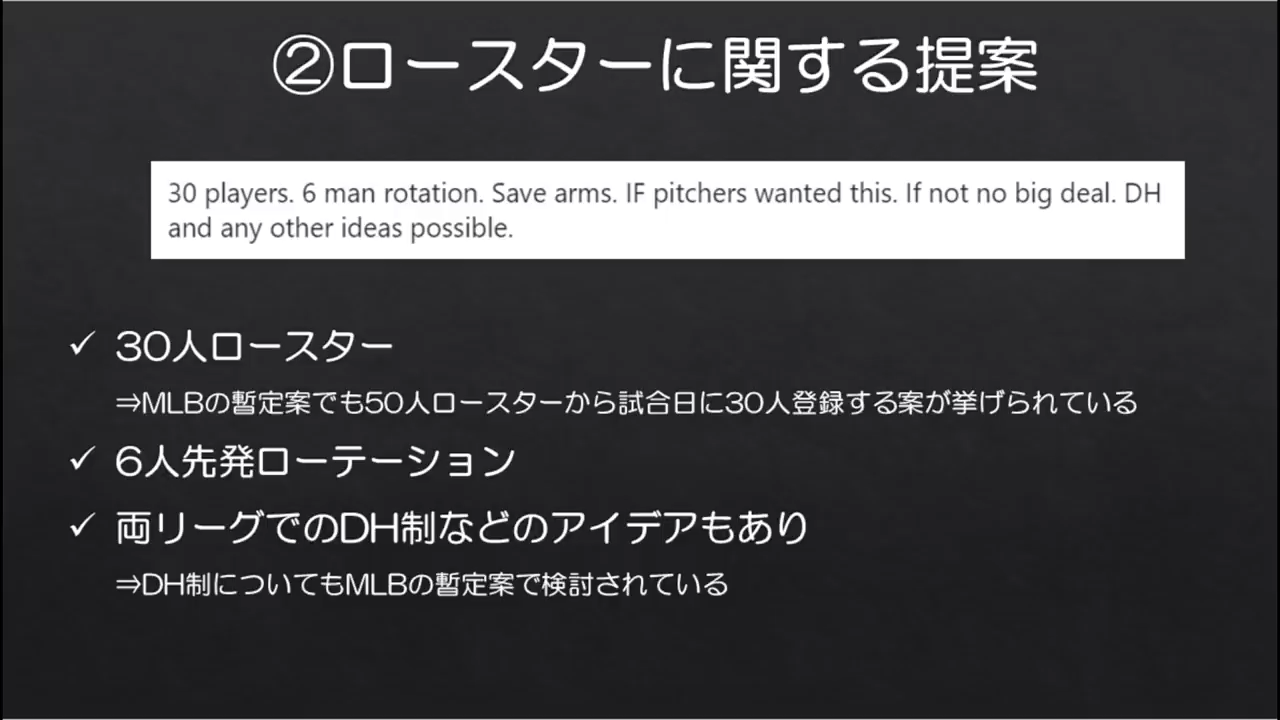 ②ロースターに関する提案
30 players. 6 man rotation. Save arms. IF pitchers wanted this. If not no big deal. DH
and any other ideas possible.
✓ 30人ロースター
⇒MLBの暫定案でも50人ロースターから試合日に30人登録する案が挙げられている
✓ 6人先発ローテーション
✓ 両リーグでのDH制などのアイデアもあり
⇒DH制についてもMLBの暫定案で検討されている